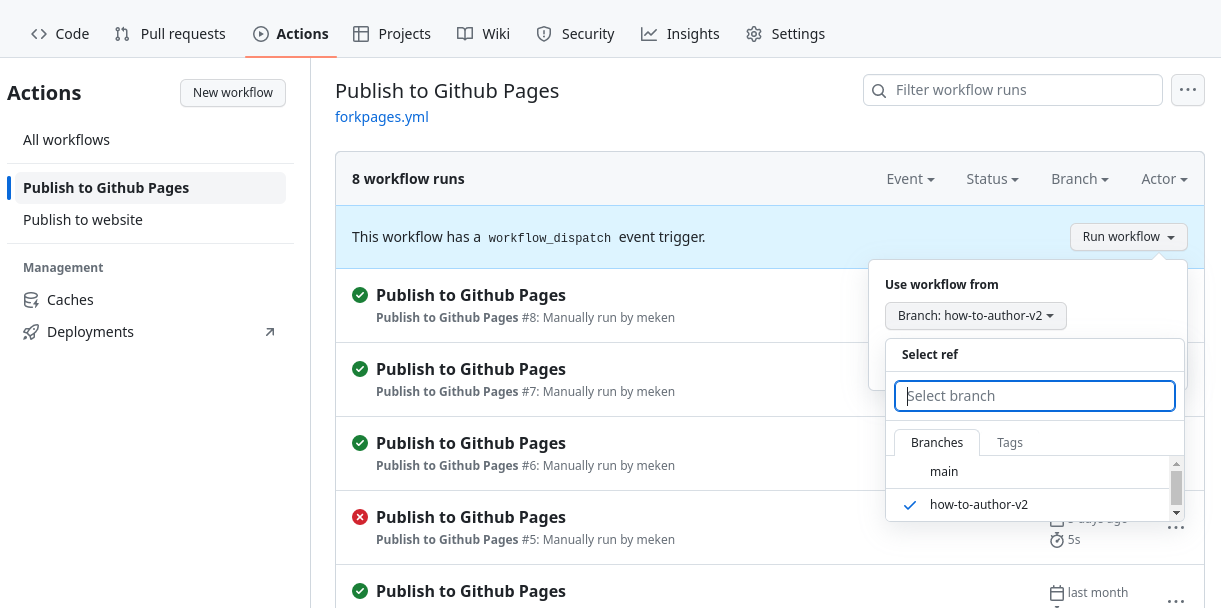 Code Pull requests Actions Projects Wiki Security Insights Settings
Actions
New workflow
All workflows
Publish to Github Pages
Publish to website
Management
Caches
Deployments
Publish to Github Pages
forkpages.yml
Filter workflow runs
8 workflow runs
Event Status Branch Actor
This workflow has a workflow_dispatch event trigger.
Run workflow
Use workflow from
Branch: how-to-author-v2
Select ref
Select branch
Branches Tags
main
how-to-author-v2
Publish to Github Pages
Publish to Github Pages #8: Manually run by meken
Publish to Github Pages
Publish to Github Pages #7: Manually run by meken
Publish to Github Pages
Publish to Github Pages #6: Manually run by meken
Publish to Github Pages
Publish to Github Pages #5: Manually run by meken
days ago
5s
Publish to Github Pages
last month